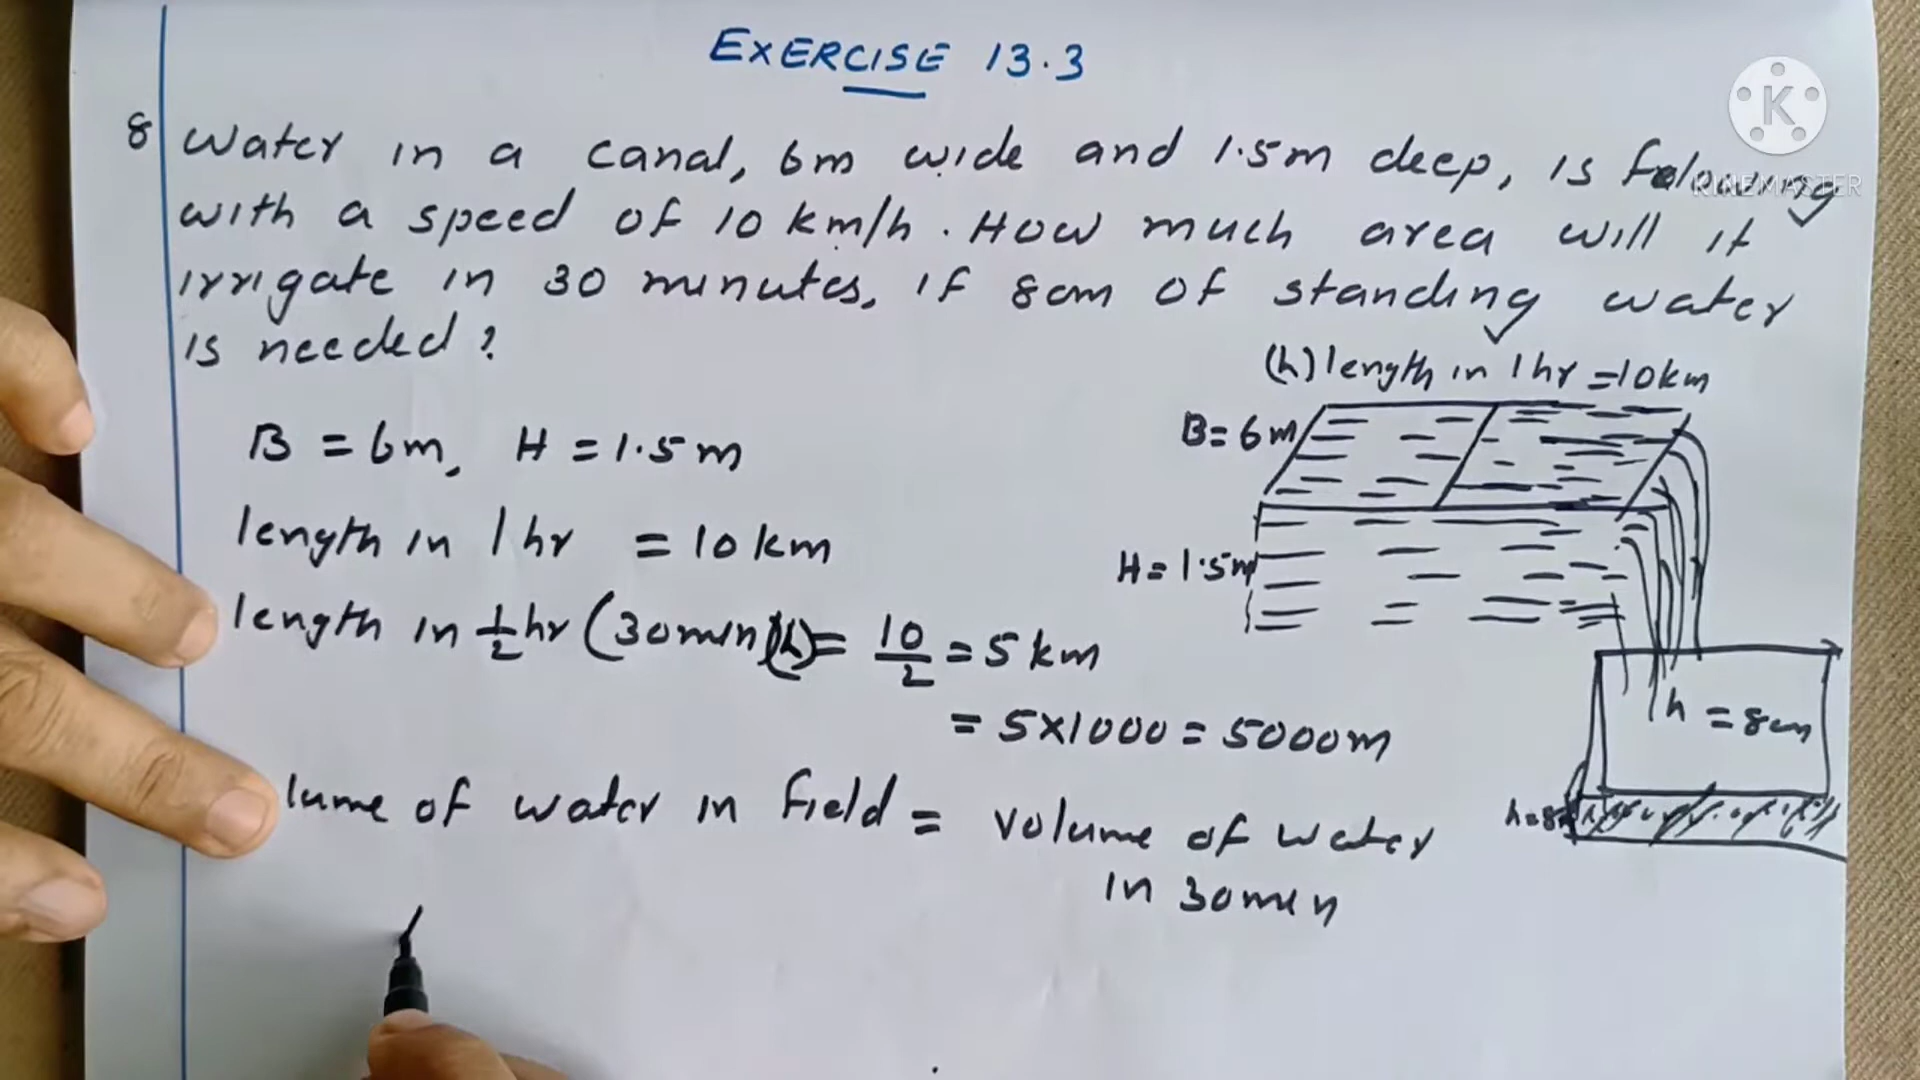 EXERCISE 13.3
K
KINEMASTER
8 Water in a canal, 6m wide and 1.5m deep, is
with a speed of 10 km/h. How much area will it
irrigate in 30 minutes, if 8cm of standing water
is needed?
(h) length in 1hr = 10km
B = 6m
B = 6m, H = 1.5m
length in 1hr = 10km
H = 1.5m
length in 1/2 hr (30min)(h) = 10/2 = 5 km
= 5×1000 = 5000m
h = 8cm
lume of water in field = volume of water
in 30min